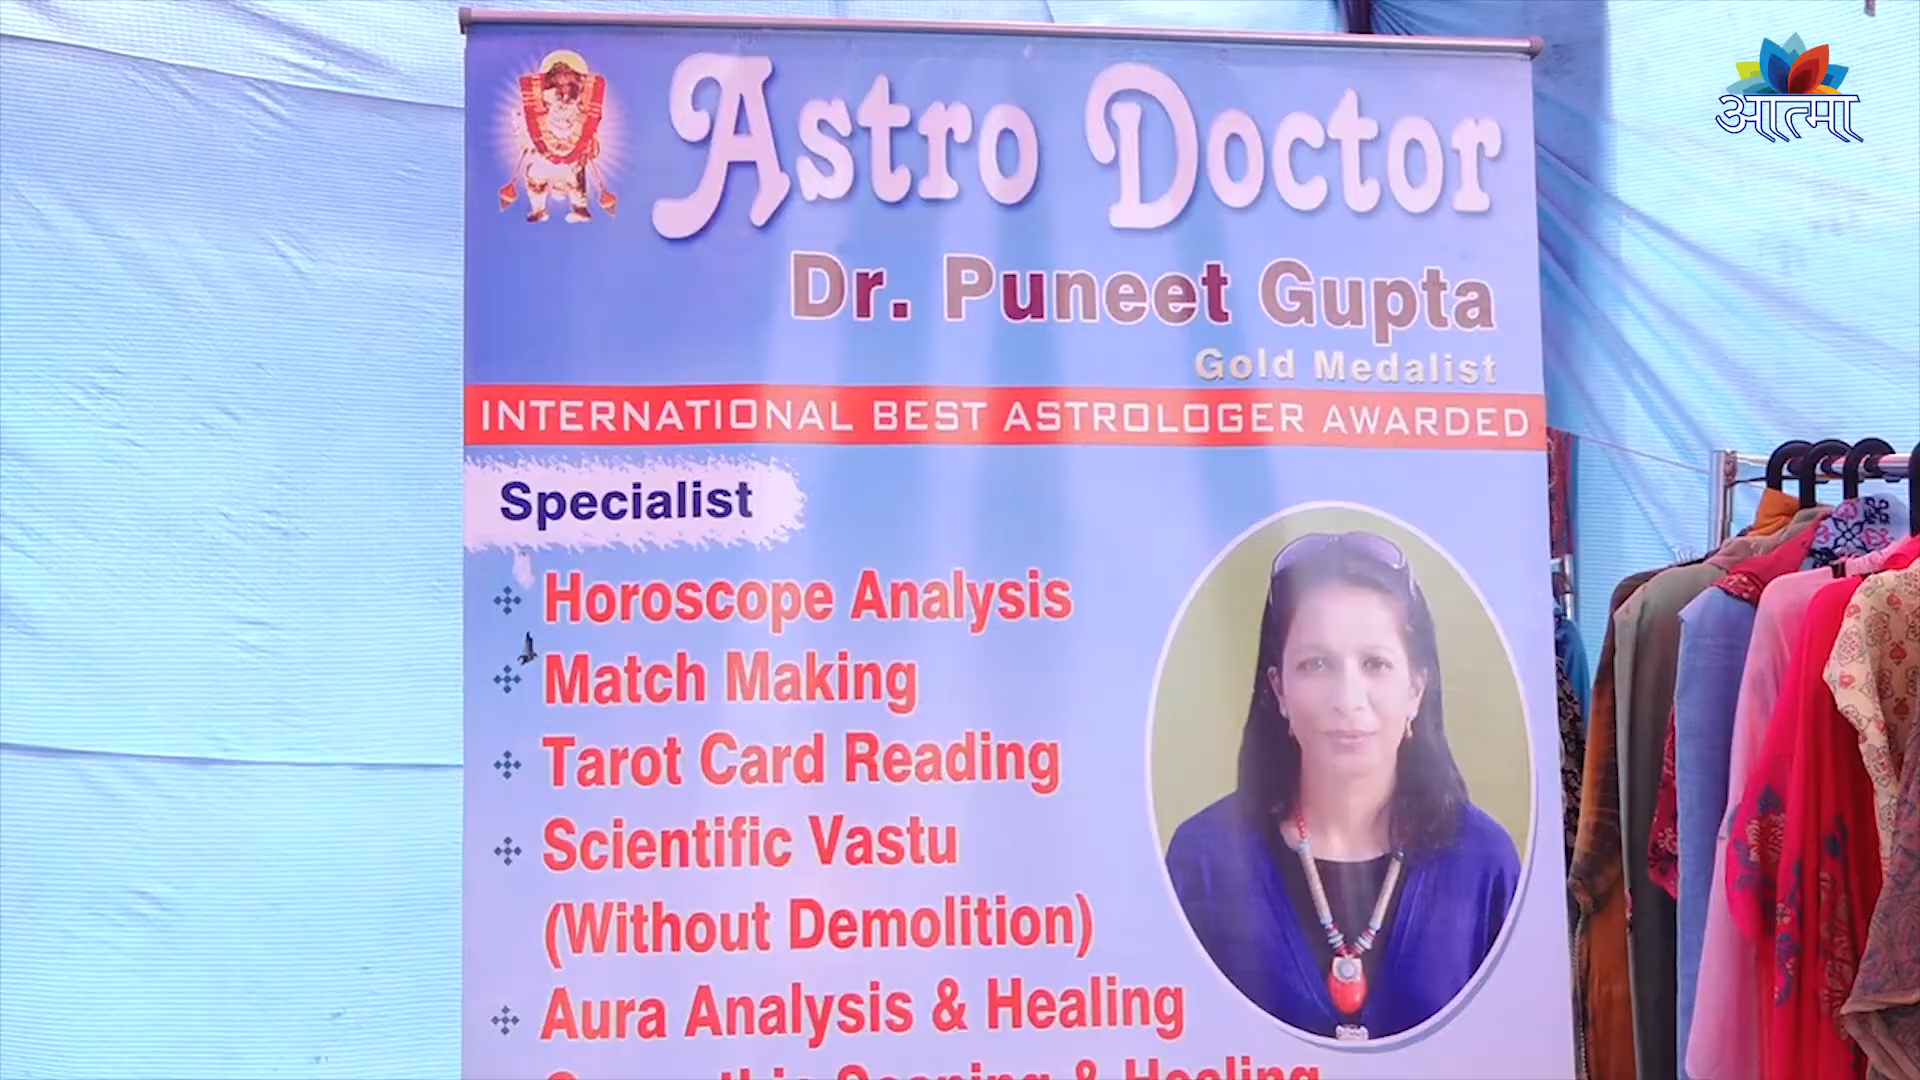 आत्मा
Astro Doctor
Dr. Puneet Gupta
Gold Medalist
INTERNATIONAL BEST ASTROLOGER AWARDED
Specialist
Horoscope Analysis
Match Making
Tarot Card Reading
Scientific Vastu
(Without Demolition)
Aura Analysis & Healing
& Healing